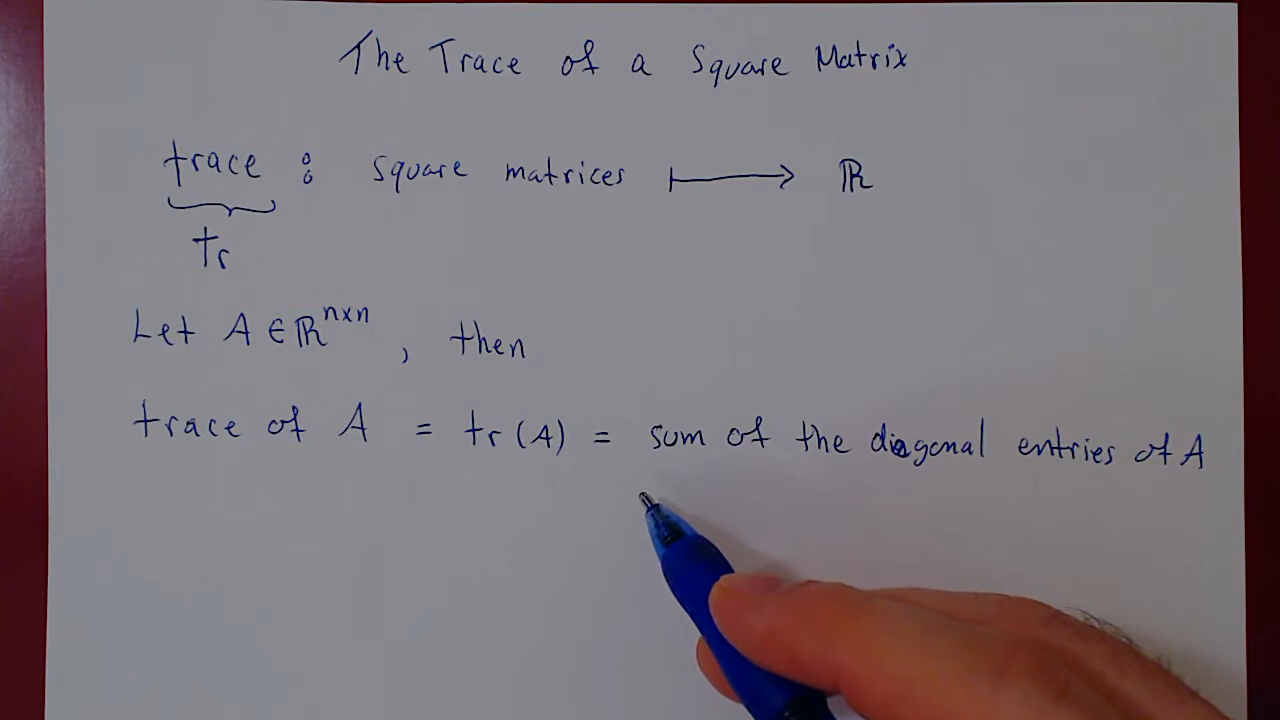 The Trace of a Square Matrix
trace : square matrices ⟼ ℝ
tr
Let A ∈ ℝⁿˣⁿ , then
trace of A = tr (A) = sum of the diagonal entries of A